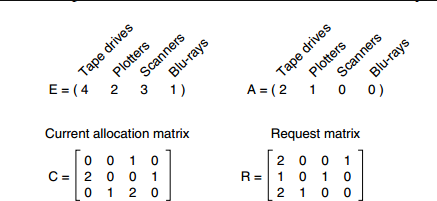 Tape drives Plotters Scanners Blu-rays
Tape drives Plotters Scanners Blu-rays
E = ( 4 2 3 1 )
A = ( 2 1 0 0 )
Current allocation matrix
Request matrix
C =
0 0 1 0
2 0 0 1
0 1 2 0
R =
2 0 0 1
1 0 1 0
2 1 0 0